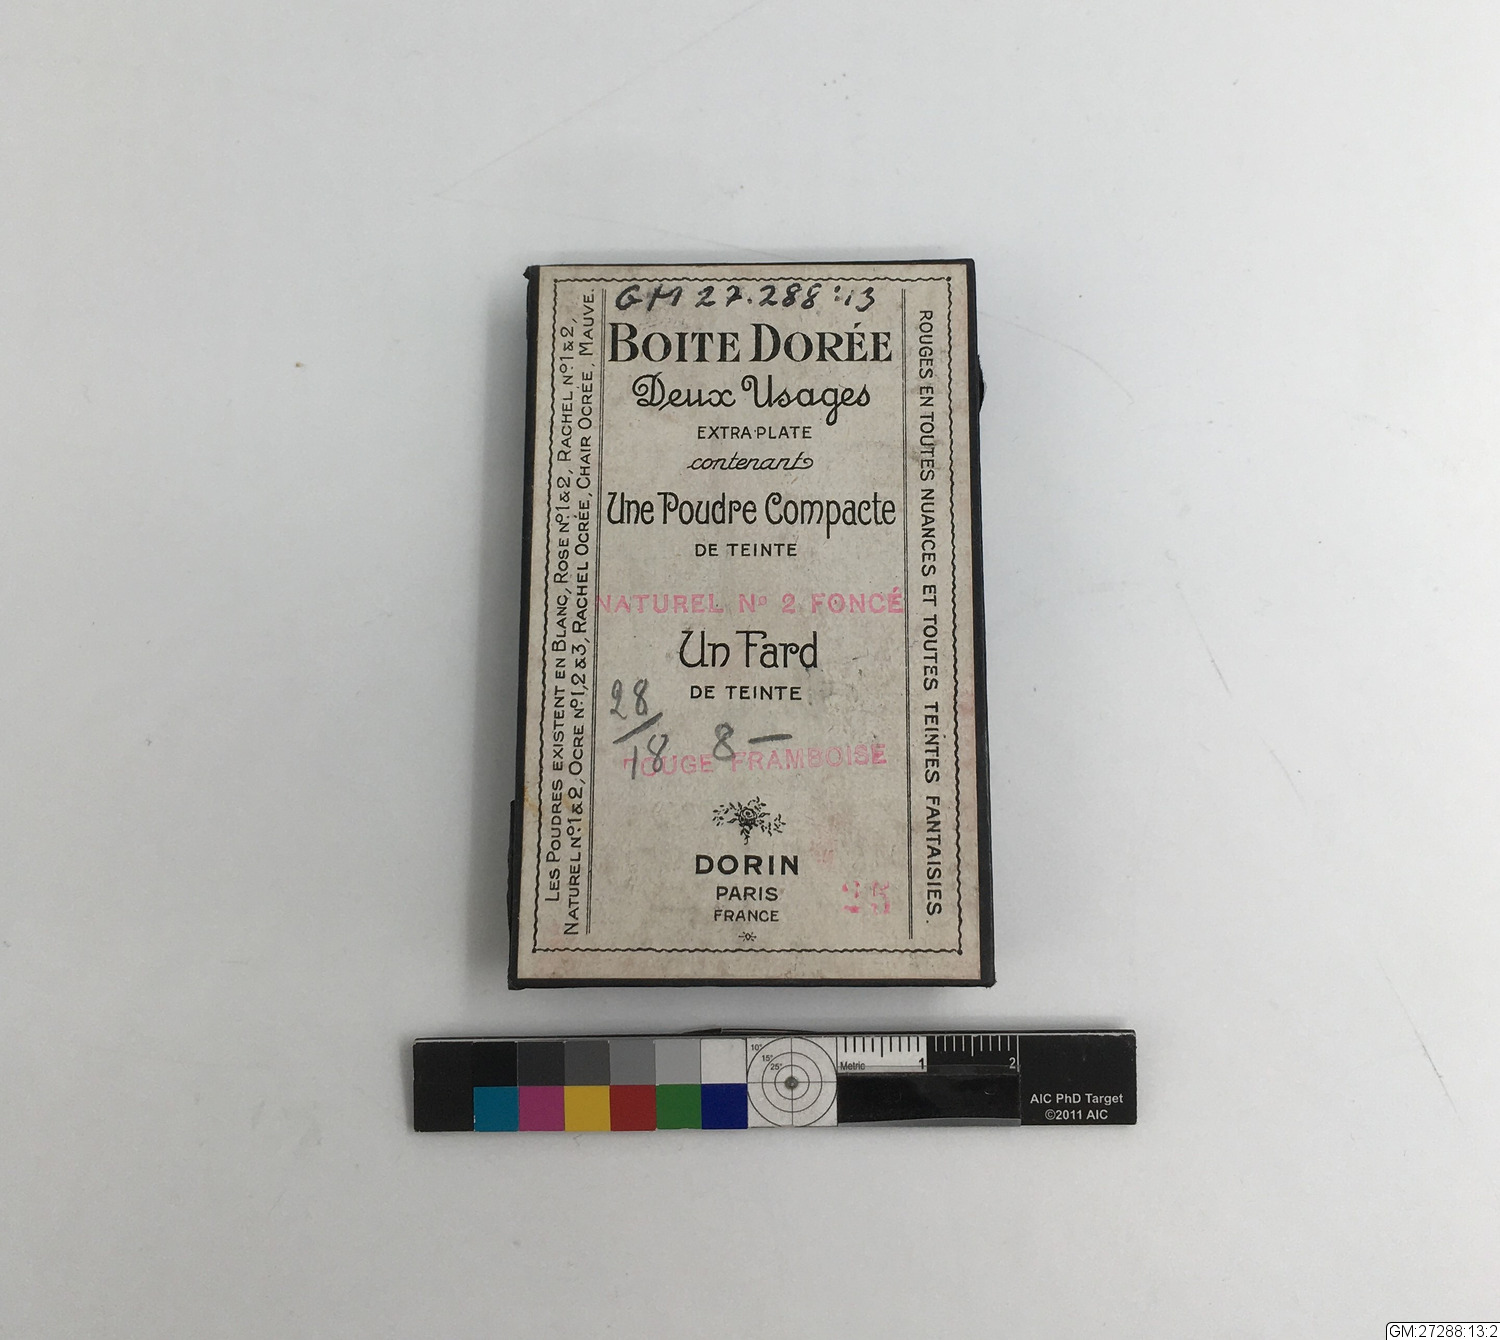 GM 27.288:13
BOITE DORÉE
Deux Usages
EXTRA-PLATE
contenant
Une Poudre Compacte
DE TEINTE
NATUREL Nº 2 FONCÉ
Un Fard
DE TEINTE
28/18 8 —
ROUGE FRAMBOISE
DORIN
PARIS
FRANCE
LES POUDRES EXISTENT EN BLANC, ROSE Nº1&2, RACHEL Nº1&2,
NATUREL Nº1&2, OCRE Nº1,2&3, RACHEL OCRÉE, CHAIR OCRÉE, MAUVE.
ROUGES EN TOUTES NUANCES ET TOUTES TEINTES FANTAISIES.
10°
15°
25°
Metric 1 2
AIC PhD Target
©2011 AIC
GM:27288:13:2